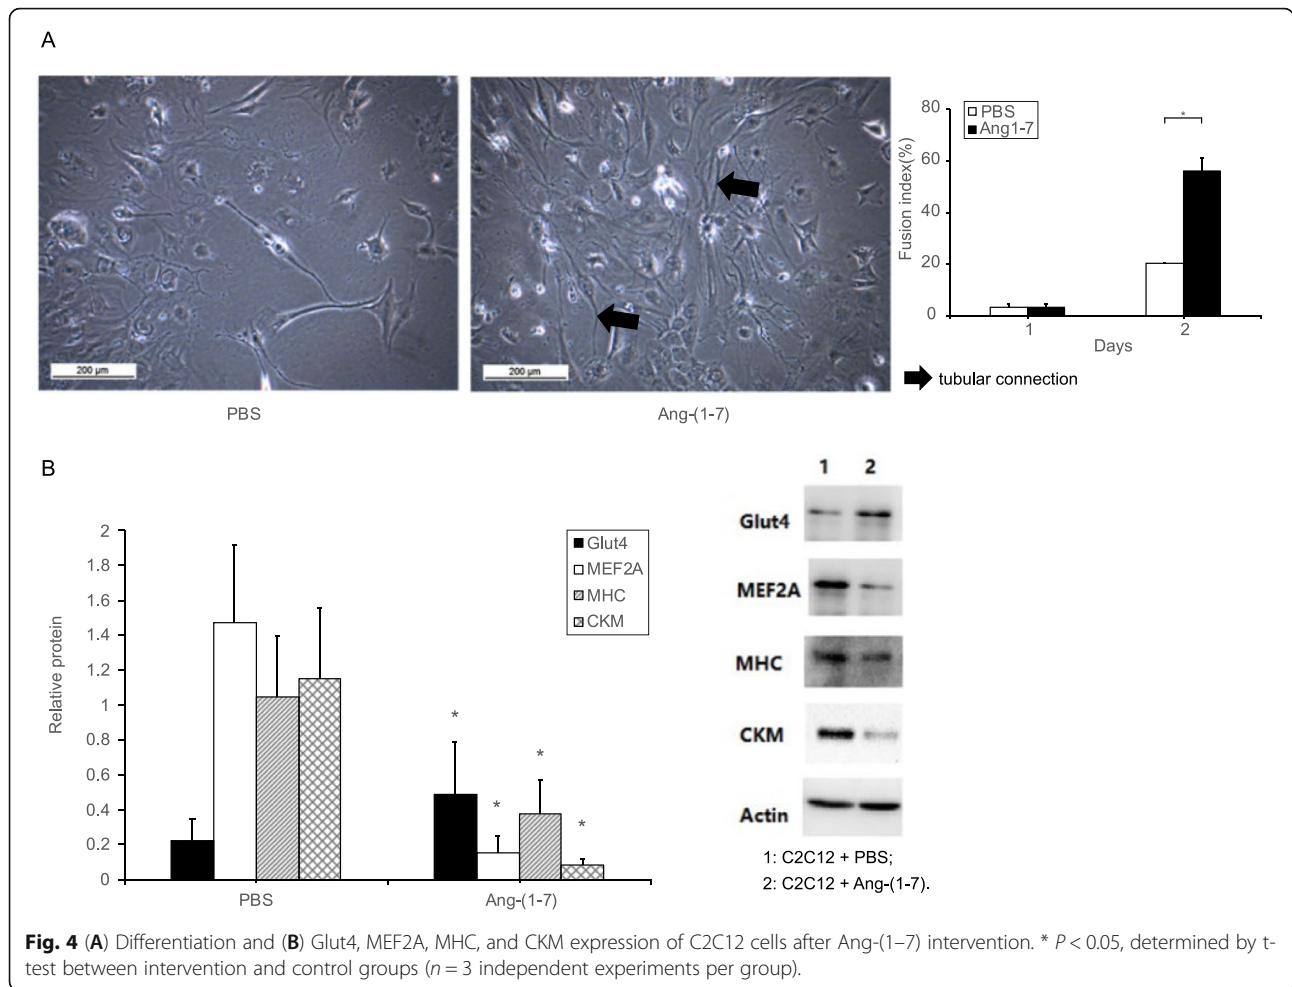 A
200 µm
PBS
200 µm
Ang-(1-7)
80
60
40
20
0
Fusion index(%)
PBS
Ang1-7
*
1
2
Days
tubular connection
B
2
1.8
1.6
1.4
1.2
1
0.8
0.6
0.4
0.2
0
Relative protein
Glut4
MEF2A
MHC
CKM
*
*
*
*
PBS
Ang-(1-7)
1 2
Glut4
MEF2A
MHC
CKM
Actin
1: C2C12 + PBS;
2: C2C12 + Ang-(1-7).
Fig. 4 (A) Differentiation and (B) Glut4, MEF2A, MHC, and CKM expression of C2C12 cells after Ang-(1–7) intervention. * P < 0.05, determined by t-
test between intervention and control groups (n = 3 independent experiments per group).